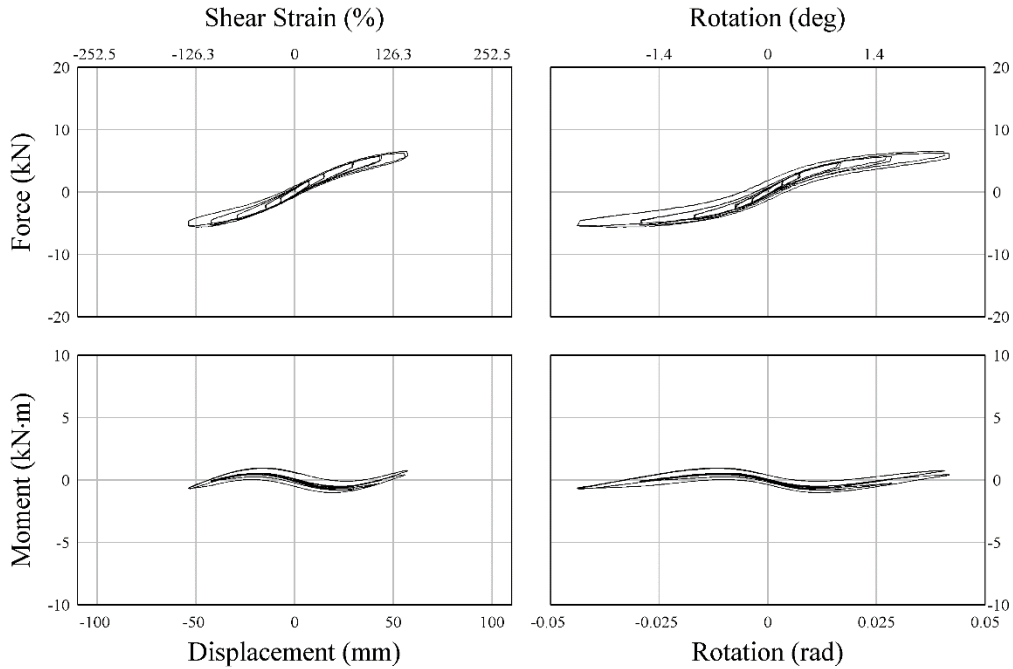 Shear Strain (%)
Rotation (deg)
-252.5 -126.3 0 126.3 252.5
-1.4 0 1.4
20
10
0
-10
-20
Force (kN)
20
10
0
-10
-20
10
5
0
-5
-10
Moment (kN·m)
10
5
0
-5
-10
-100 -50 0 50 100
-0.05 -0.025 0 0.025 0.05
Displacement (mm)
Rotation (rad)